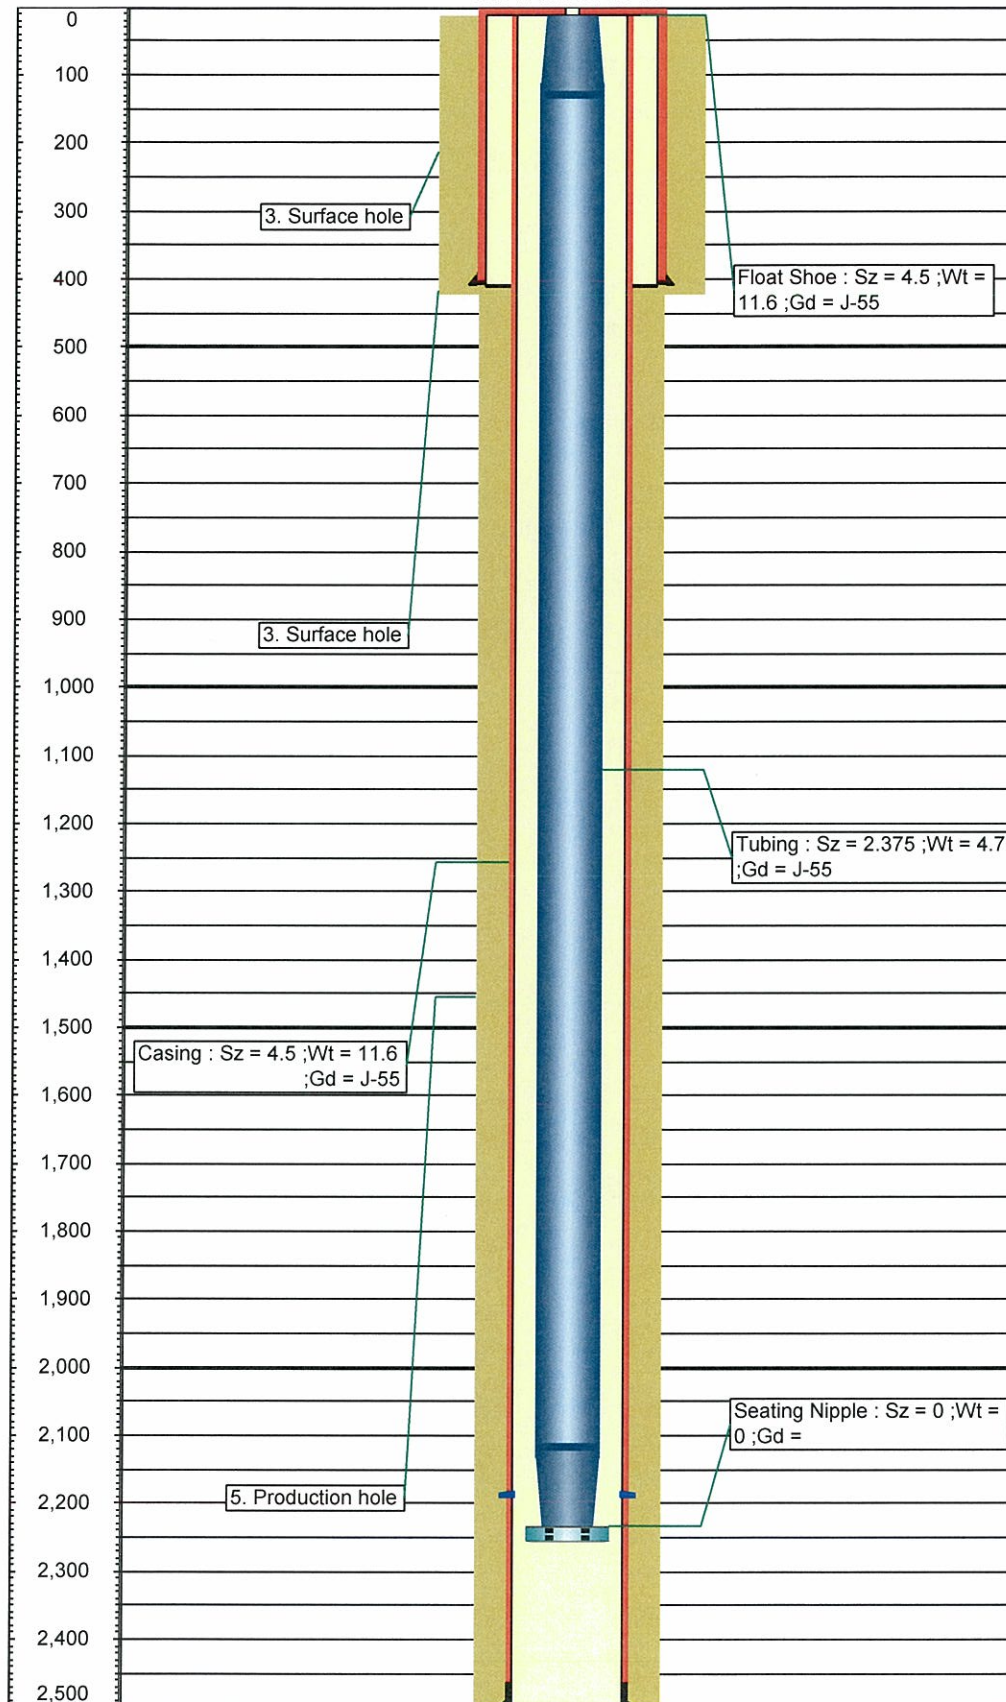 0
100
200
300
400
500
600
700
800
900
1,000
1,100
1,200
1,300
1,400
1,500
1,600
1,700
1,800
1,900
2,000
2,100
2,200
2,300
2,400
2,500
3. Surface hole
Float Shoe : Sz = 4.5 ;Wt =
11.6 ;Gd = J-55
3. Surface hole
Tubing : Sz = 2.375 ;Wt = 4.7
;Gd = J-55
Casing : Sz = 4.5 ;Wt = 11.6
;Gd = J-55
Seating Nipple : Sz = 0 ;Wt =
0 ;Gd =
5. Production hole